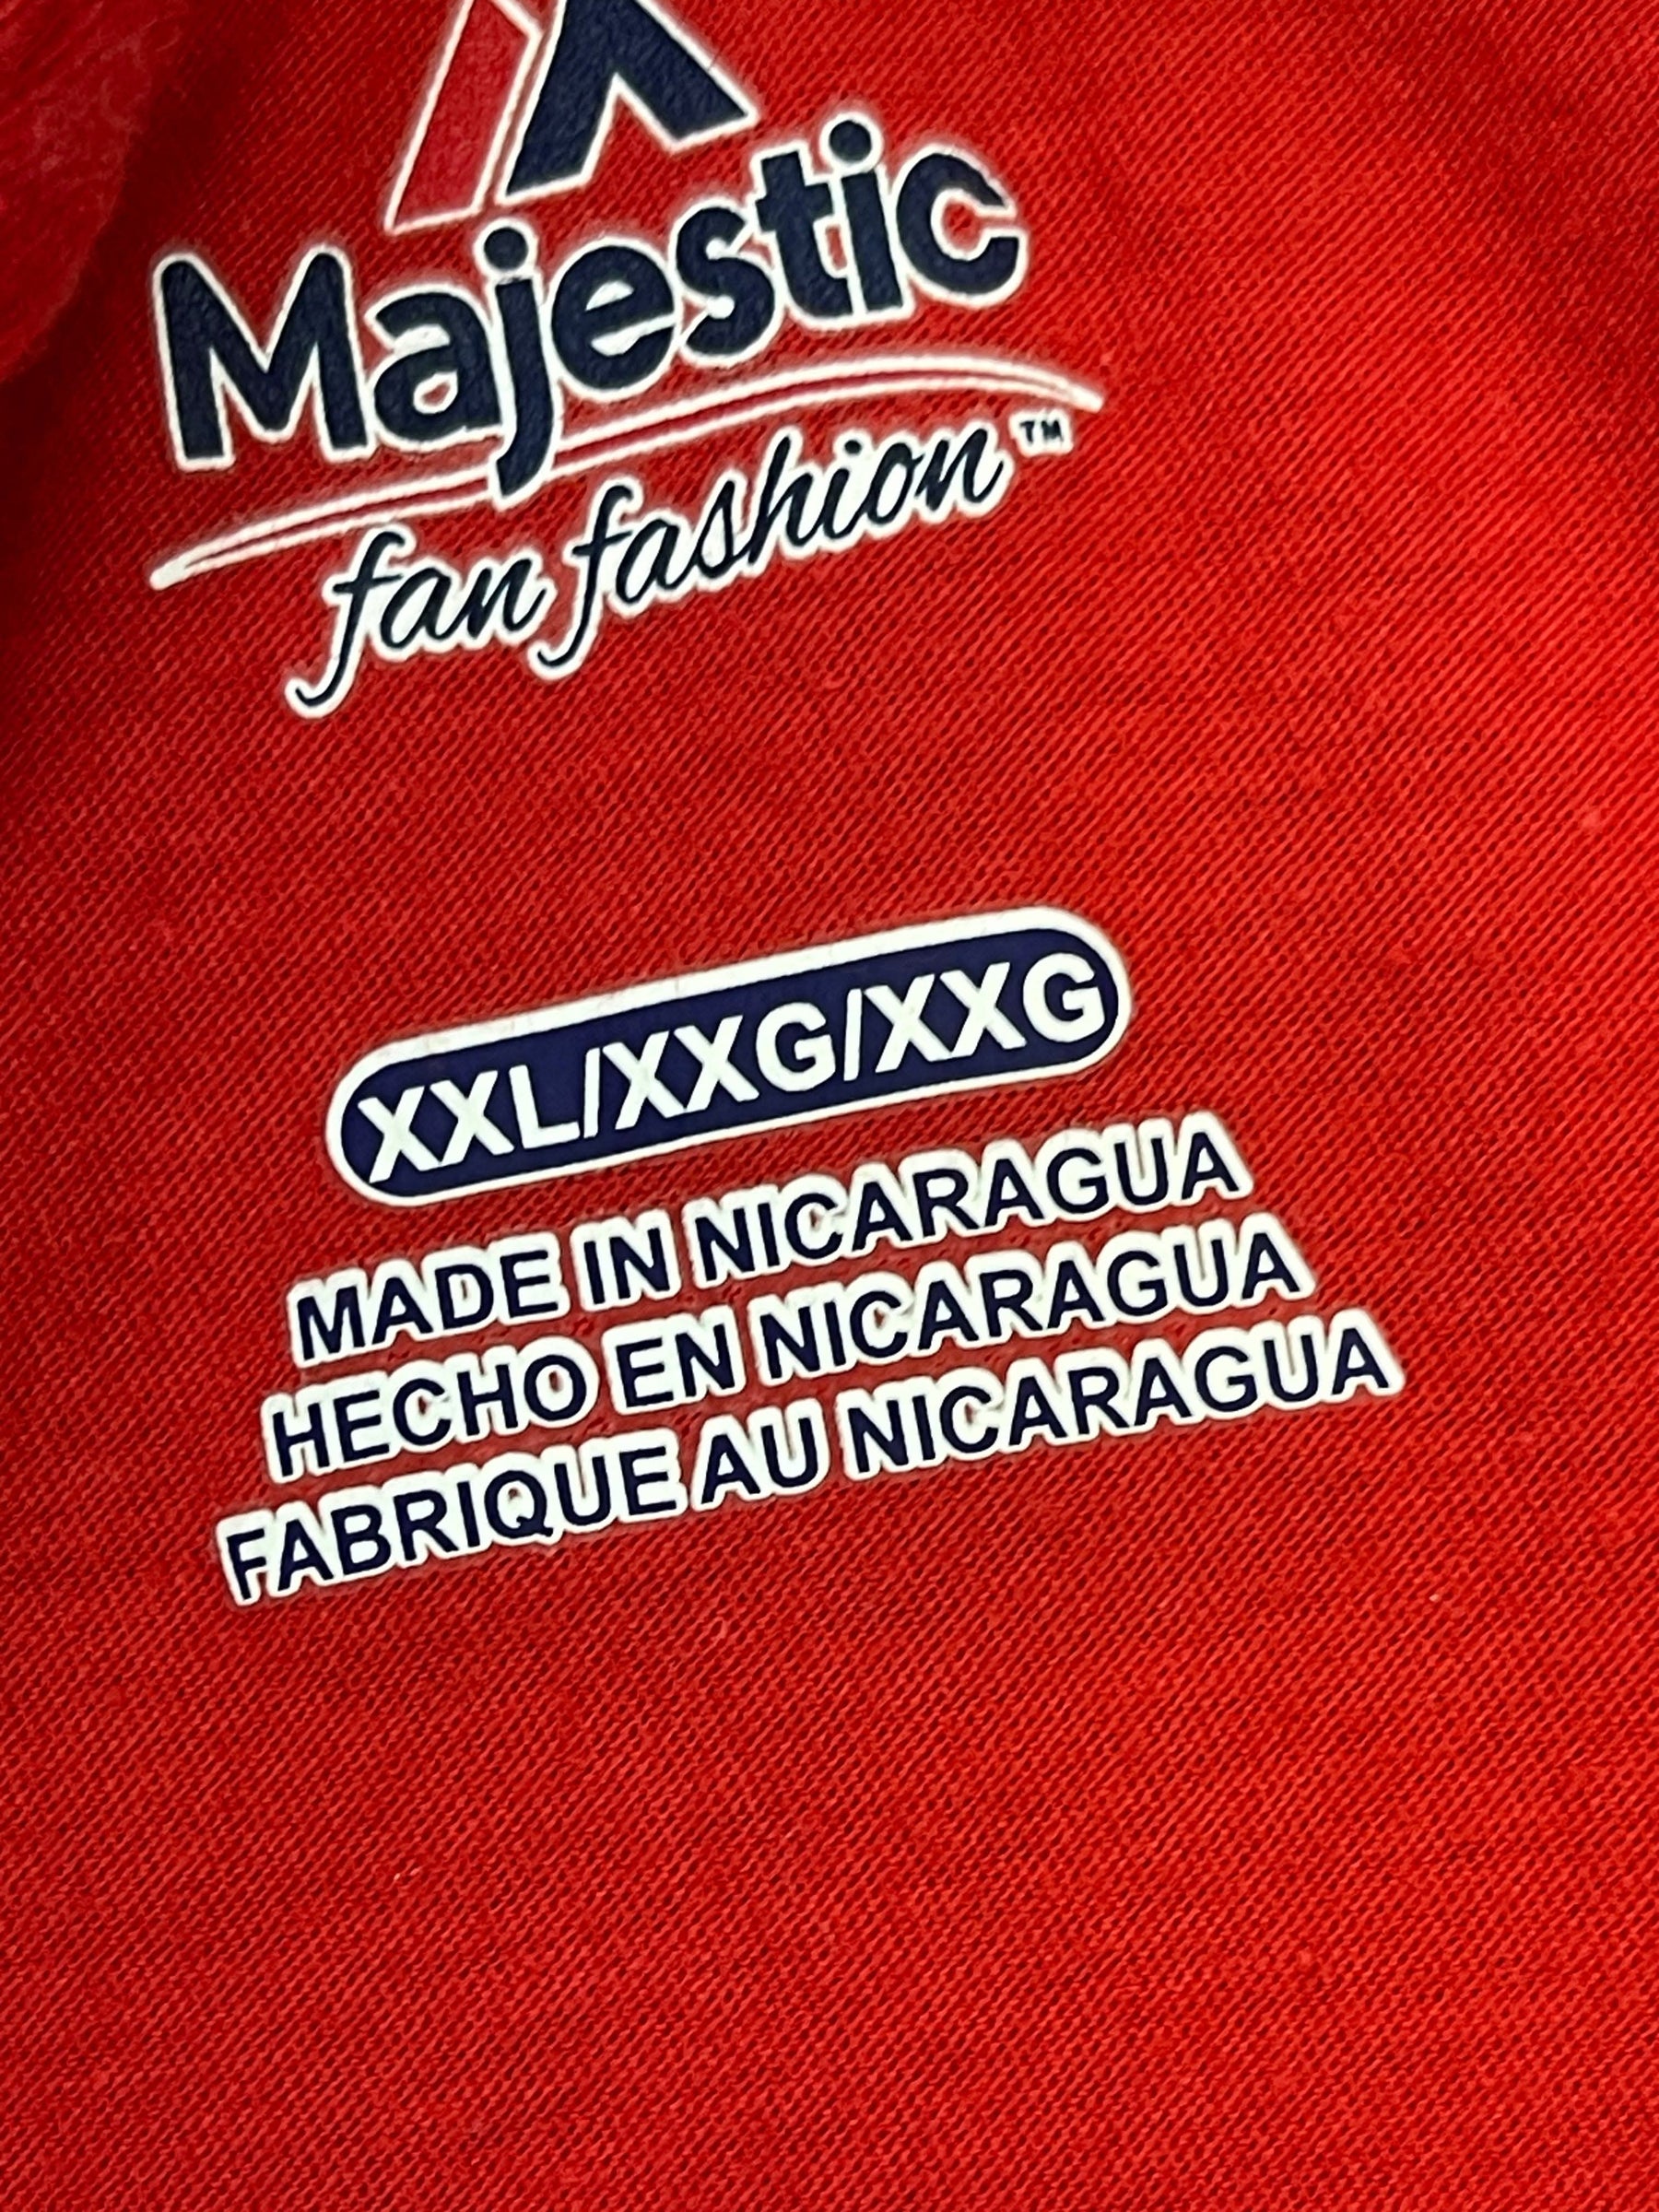 Majestic
fan fashion™
XXL/XXG/XXG
MADE IN NICARAGUA
HECHO EN NICARAGUA
FABRIQUE AU NICARAGUA